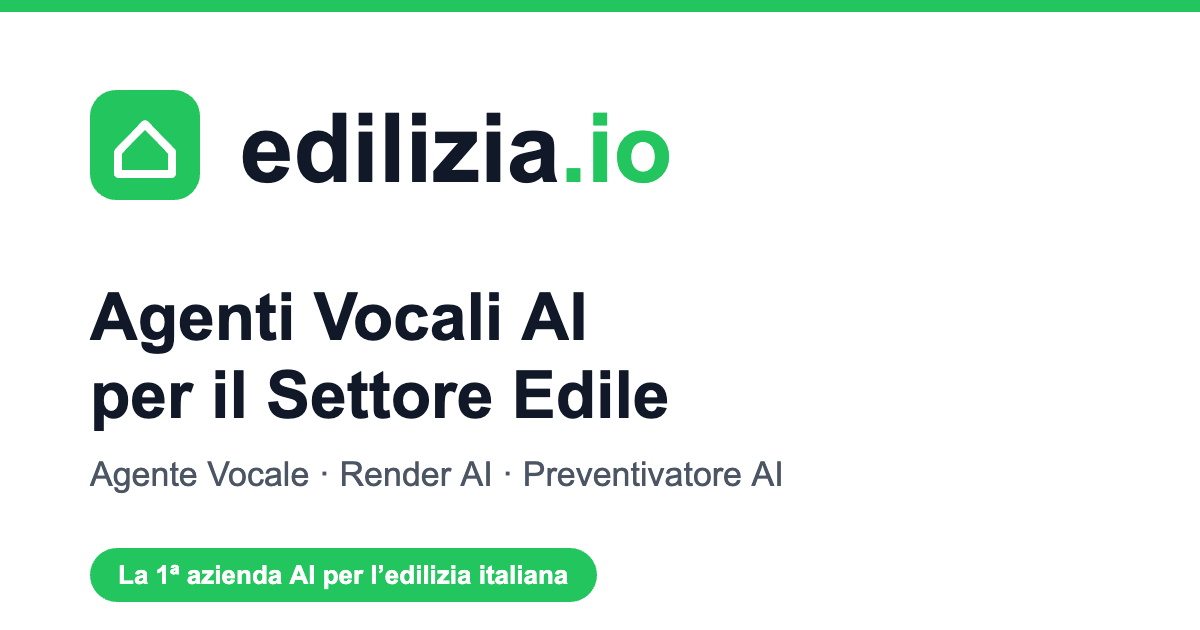 edilizia.io
Agenti Vocali AI
per il Settore Edile
Agente Vocale · Render AI · Preventivatore AI
La 1ª azienda AI per l’edilizia italiana